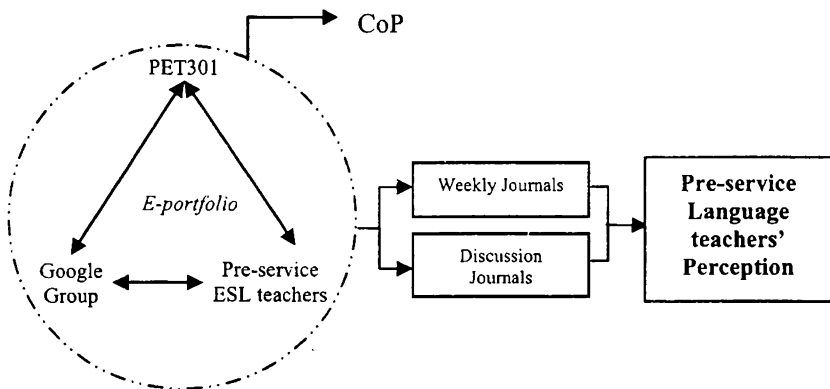 CoP
PET301
E-portfolio
Google
Group
Pre-service
ESL teachers
Weekly Journals
Discussion
Journals
Pre-service
Language
teachers'
Perception